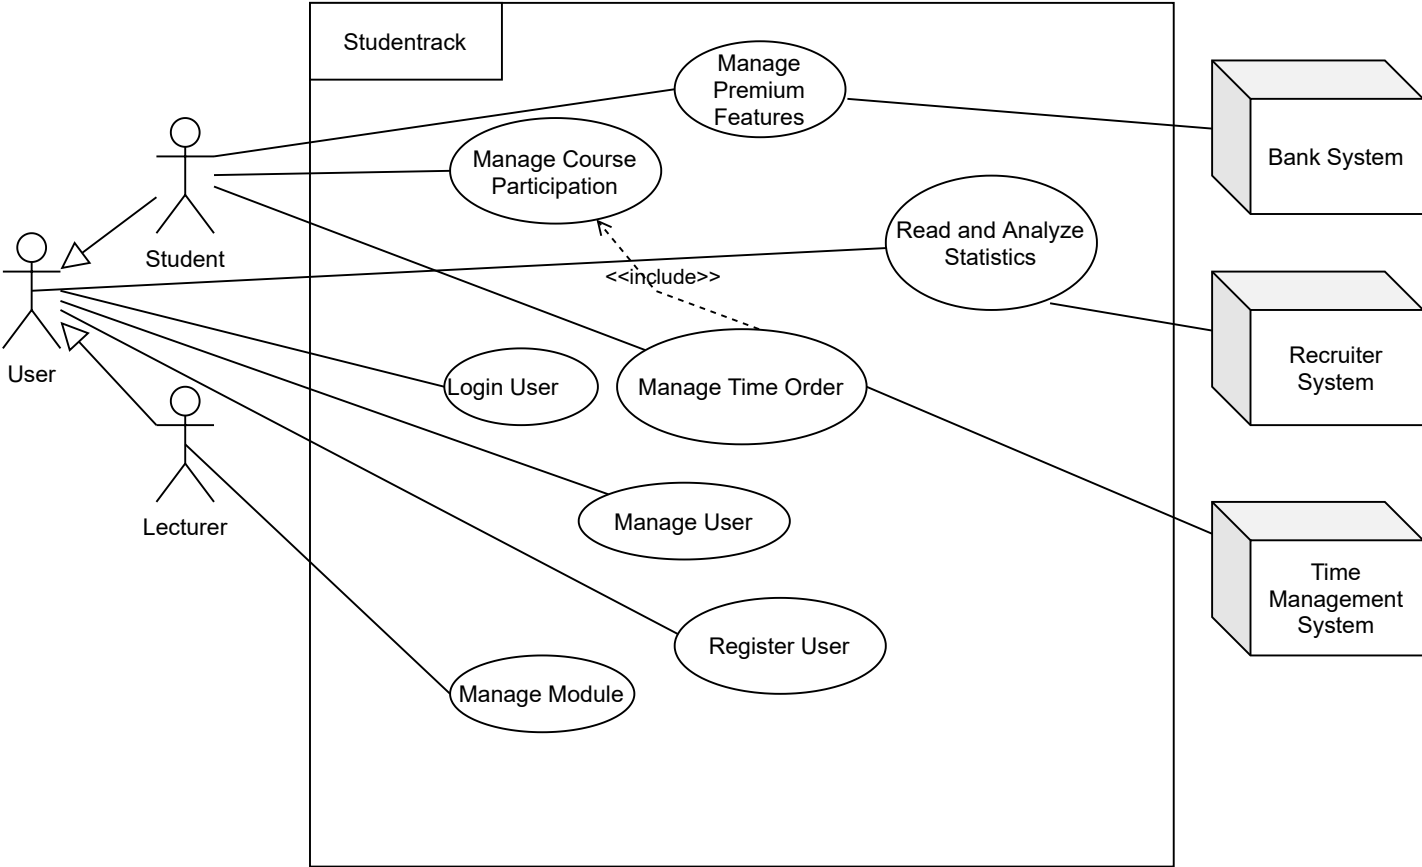 Studentrack
Manage
Premium
Features
Bank System
Manage Course
Participation
Read and Analyze
Statistics
Student
<<include>>
User
Login User
Manage Time Order
Recruiter
System
Lecturer
Manage User
Time
Management
System
Register User
Manage Module